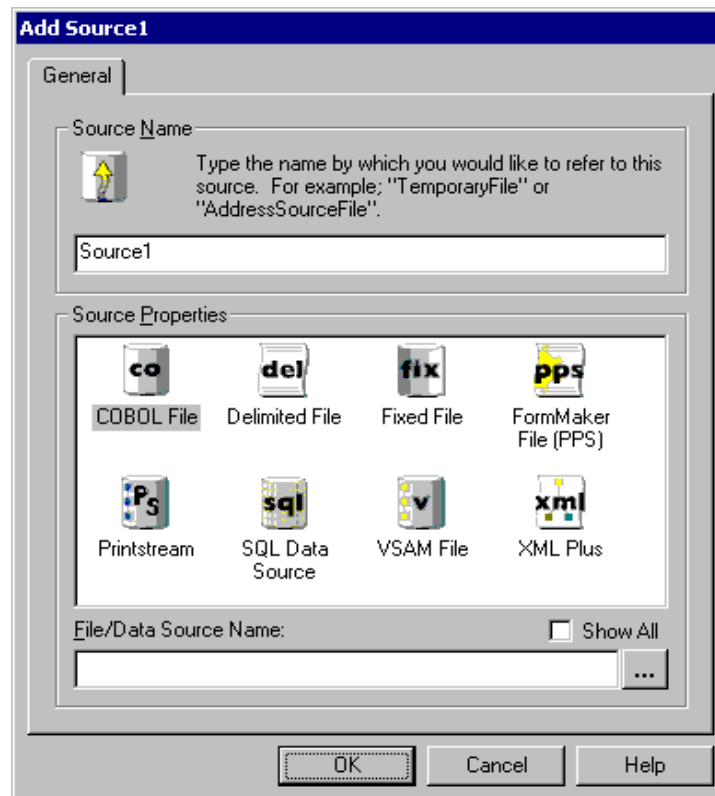 Add Source1
General
Source Name
Type the name by which you would like to refer to this
source. For example; "TemporaryFile" or
"AddressSourceFile".
Source1
Source Properties
co
del
fix
pps
COBOL File
Delimited File
Fixed File
FormMaker
File (PPS)
PS
sql
v
xml
Printstream
SQL Data
Source
VSAM File
XML Plus
File/Data Source Name:
Show All
...
OK
Cancel
Help